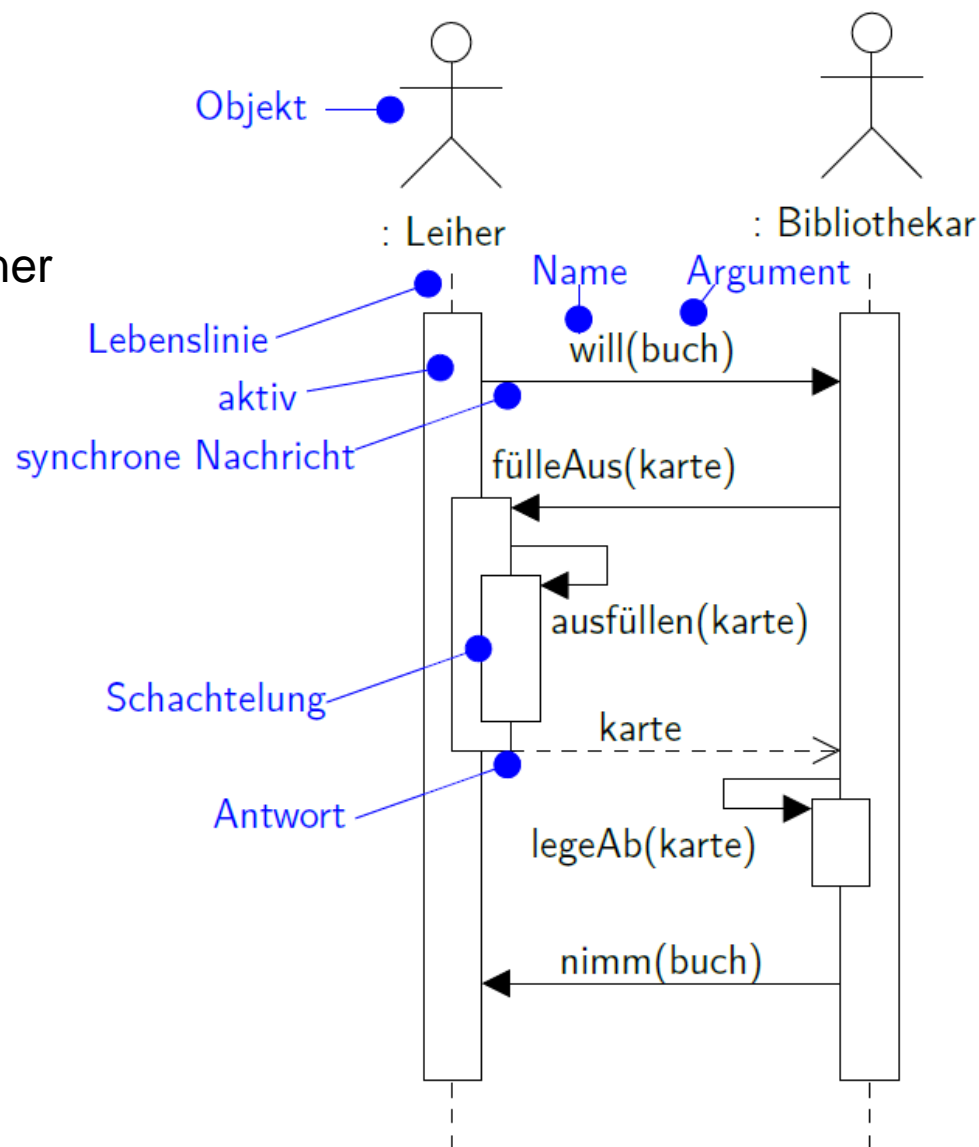 Objekt
: Leiher
: Bibliothekar
Name
Argument
Lebenslinie
will(buch)
aktiv
synchrone Nachricht
fülleAus(karte)
ausfüllen(karte)
Schachtelung
karte
Antwort
legeAb(karte)
nimm(buch)